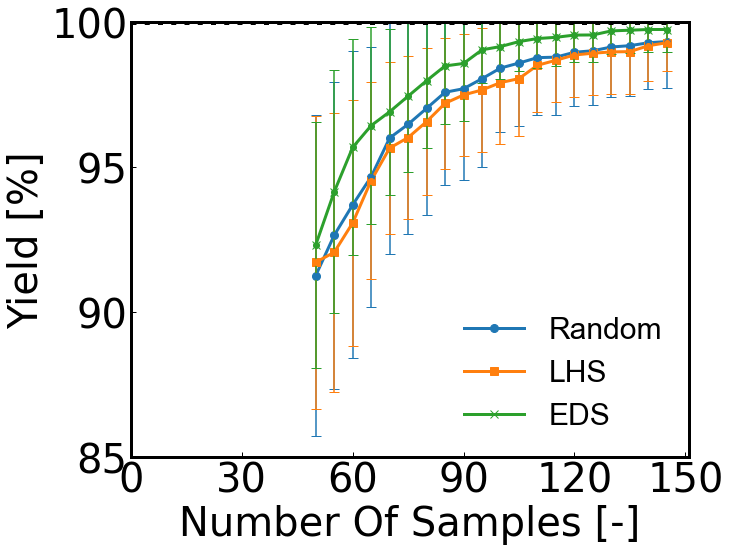 100
95
90
85
Yield [%]
0 30 60 90 120 150
Number Of Samples [-]
Random
LHS
EDS